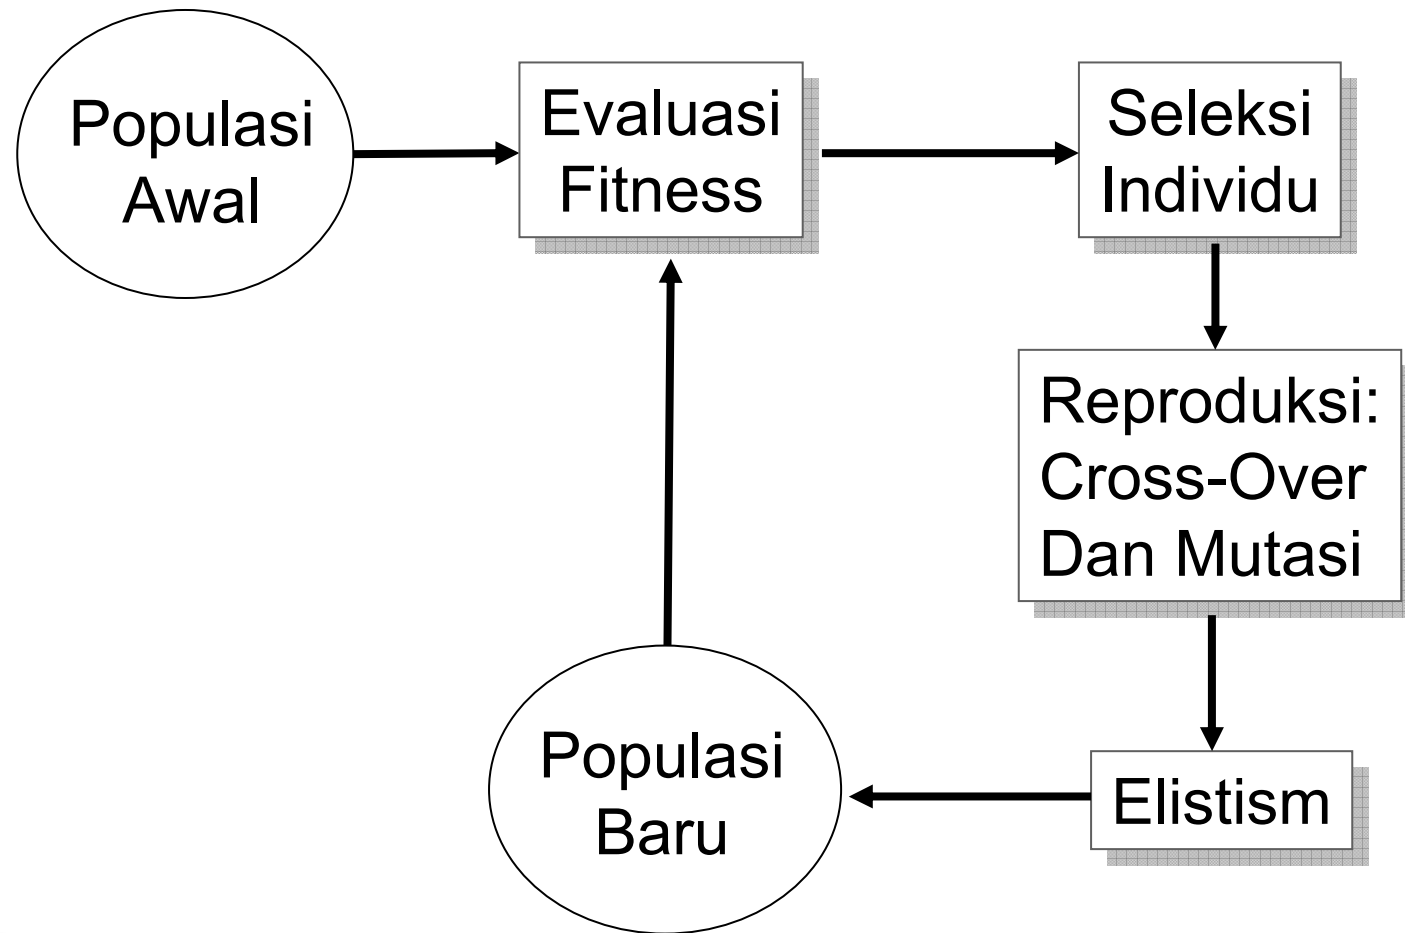 Populasi
Awal
Evaluasi
Fitness
Seleksi
Individu
Reproduksi:
Cross-Over
Dan Mutasi
Elistism
Populasi
Baru